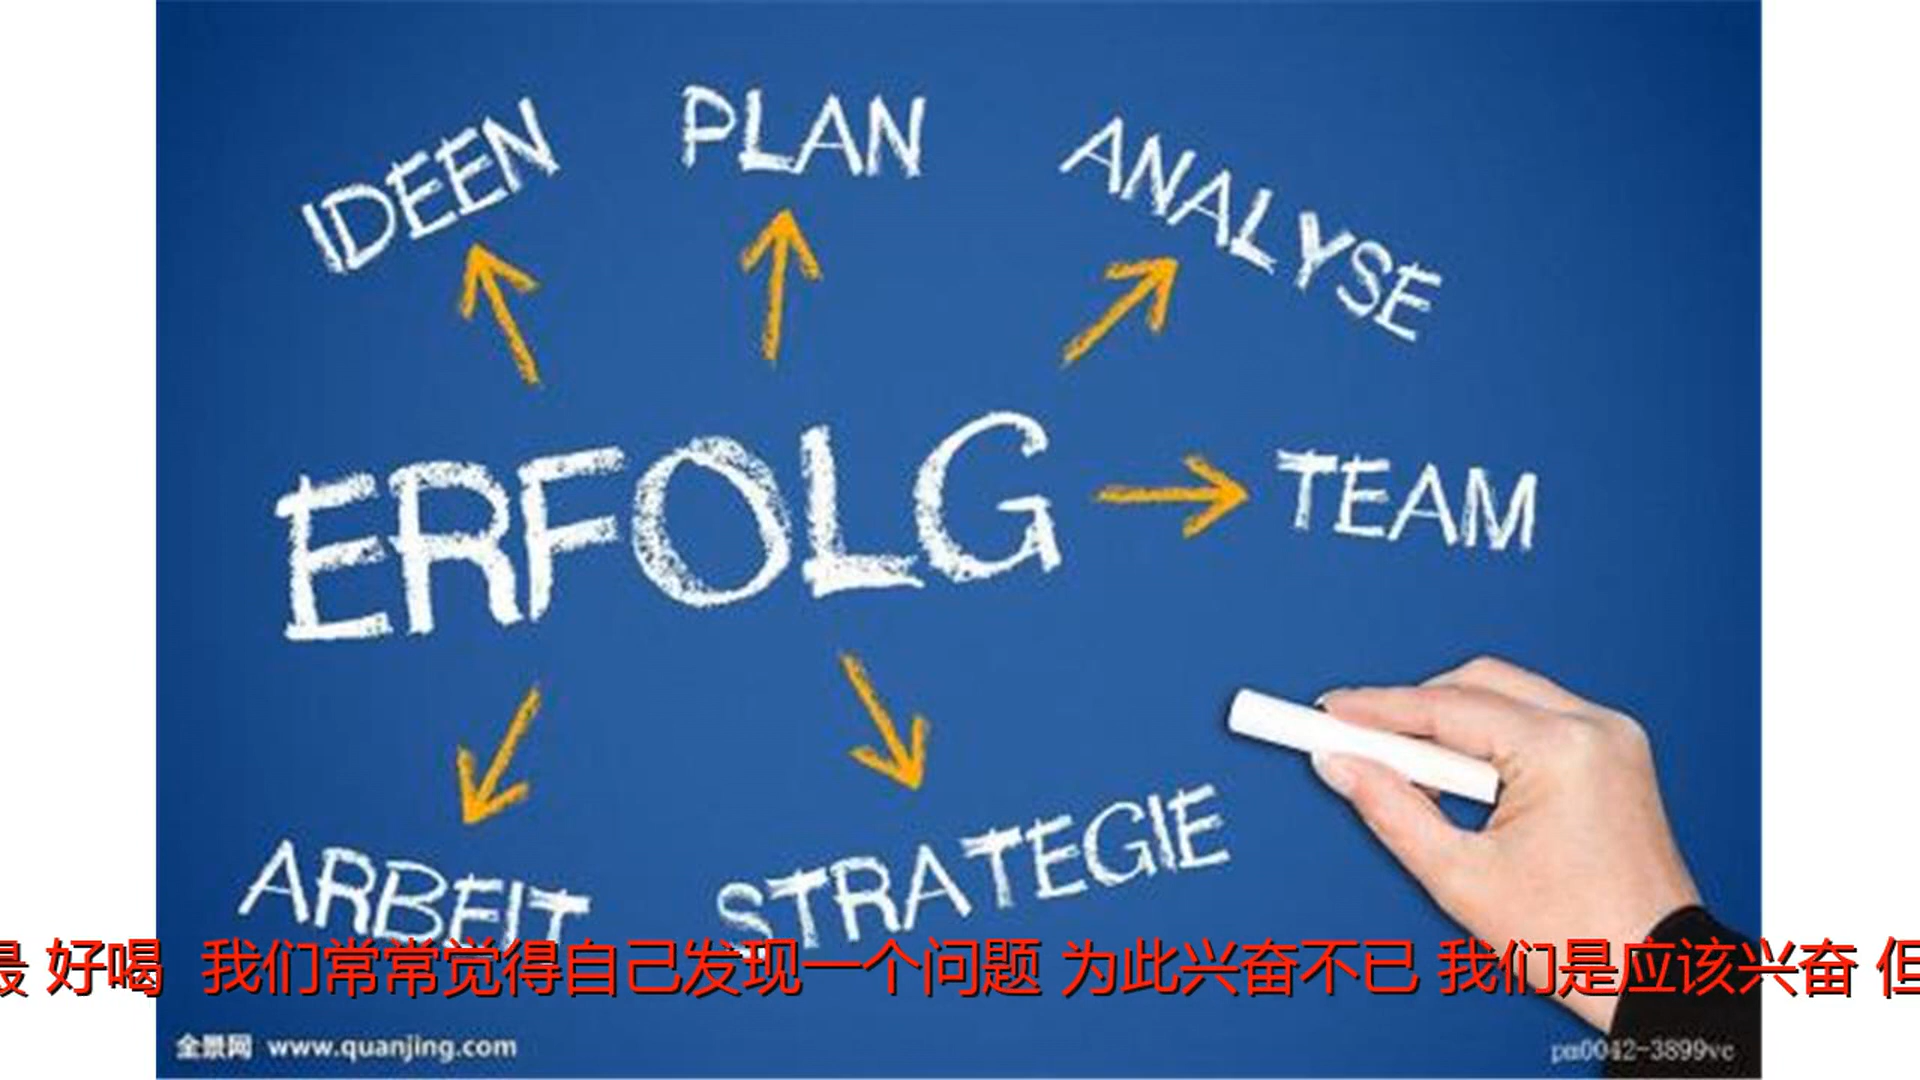 IDEEN
PLAN
ANALYSE
ERFOLG
TEAM
ARBEIT
STRATEGIE
好喝 我们常常觉得自己发现一个问题 为此兴奋不已 我们是应该兴奋
全景网 www.quanjing.com
pm0042-3899vc